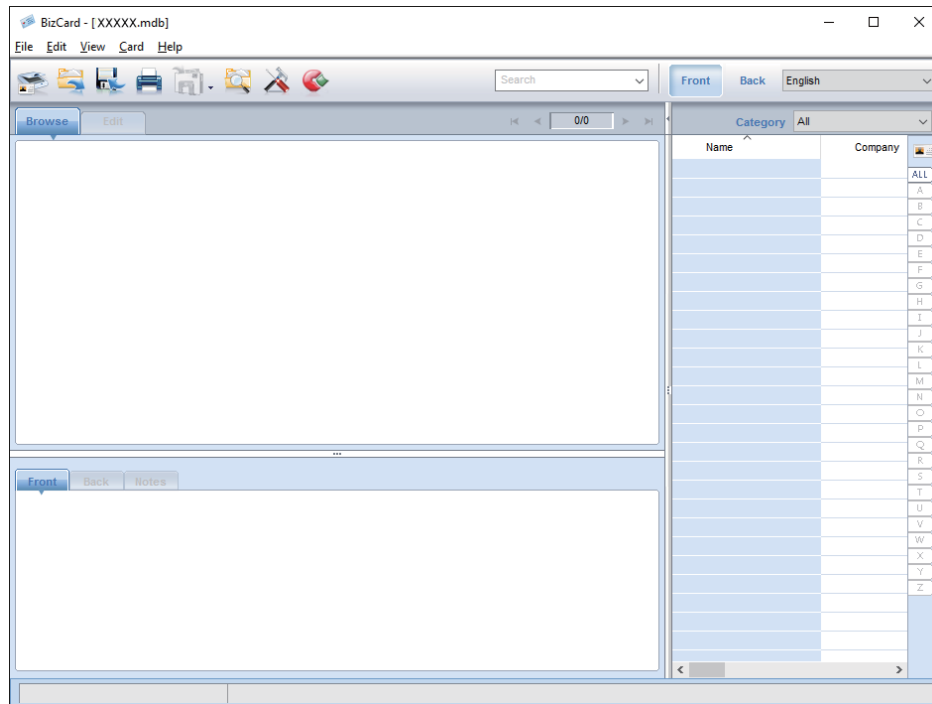 BizCard - [ XXXXX.mdb]
File Edit View Card Help
Search
Front Back English
Browse Edit 0/0 Category All
Name Company
ALL
A
B
C
D
E
F
G
H
I
J
K
L
M
N
O
P
Q
R
S
T
U
V
W
X
Y
Z
Front Back Notes